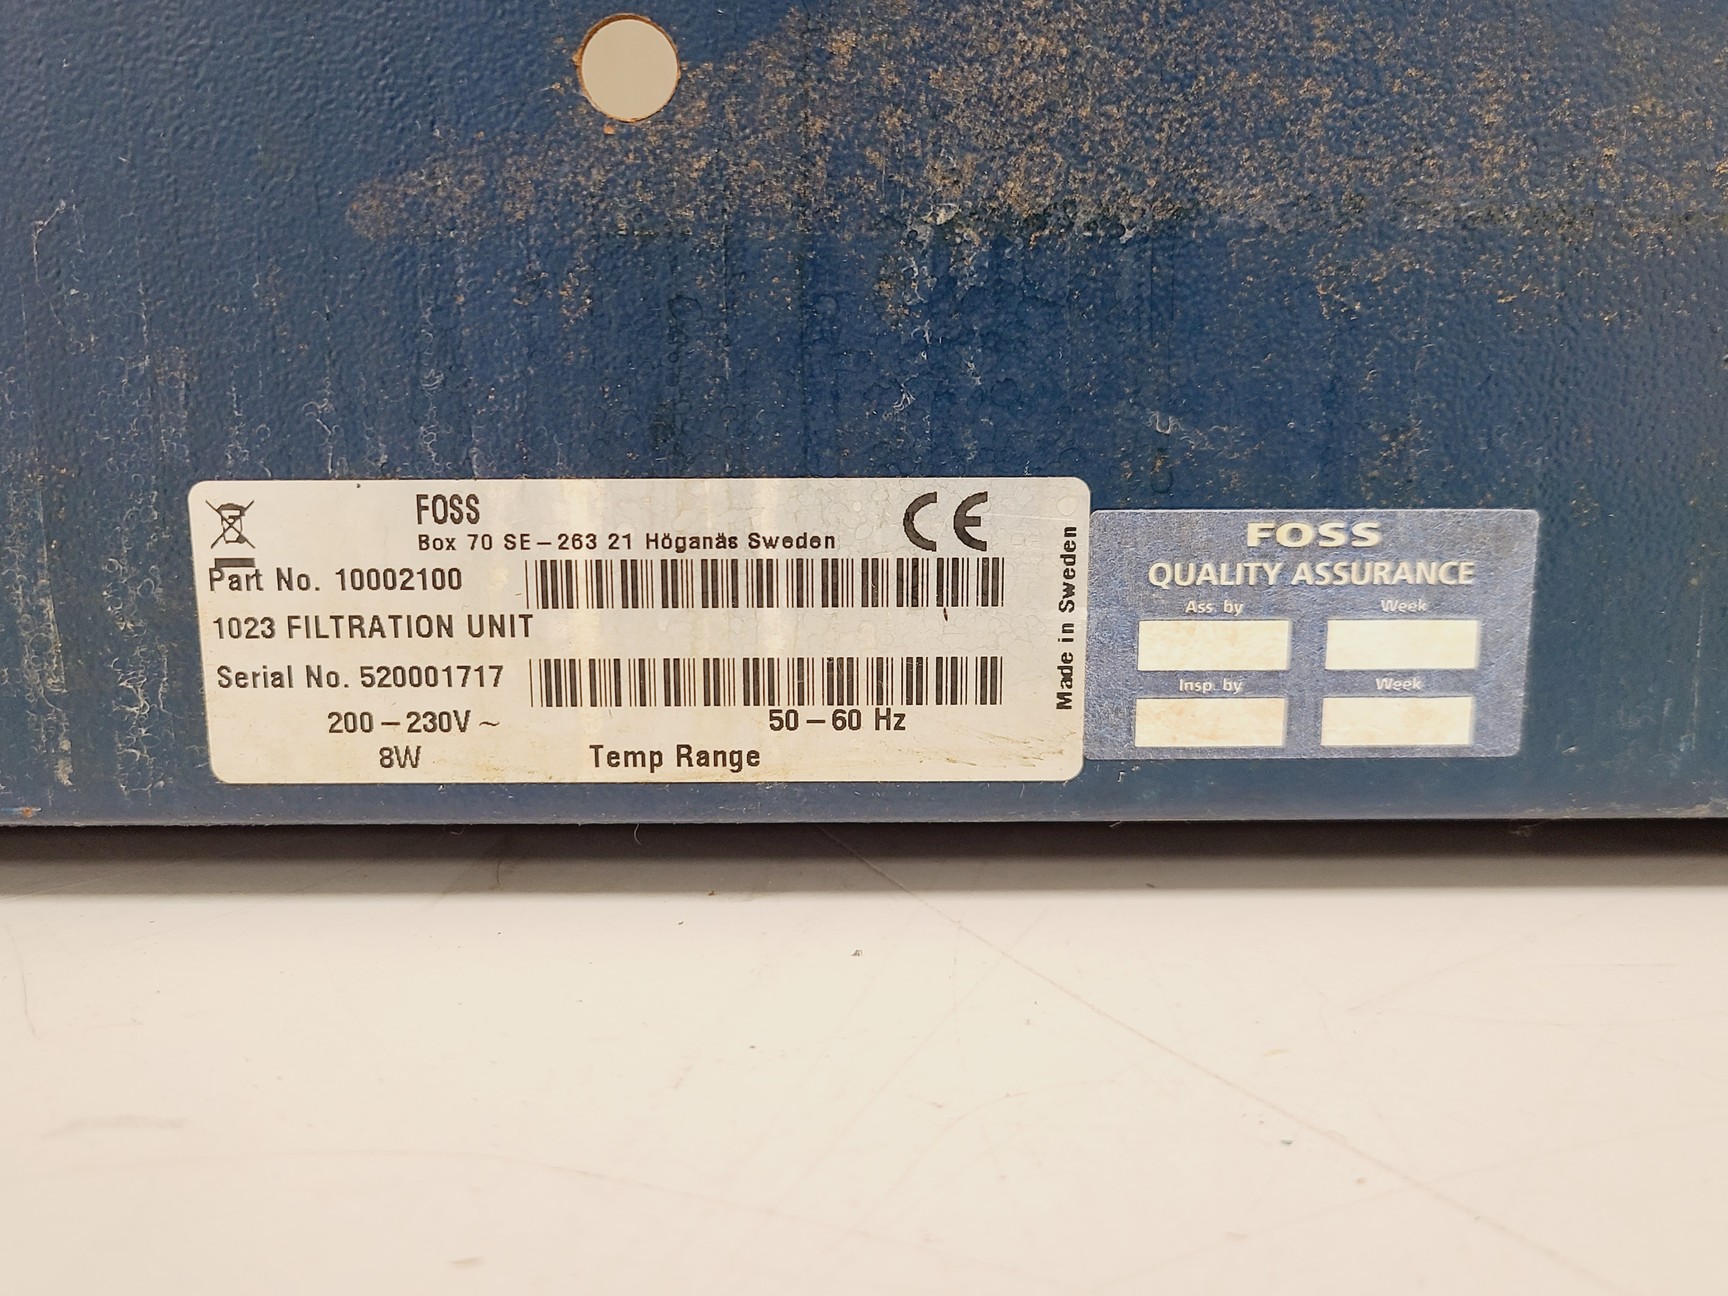 FOSS
Box 70 SE-263 21 Höganäs Sweden
CE
Part No. 10002100
1023 FILTRATION UNIT
Serial No. 520001717
200-230V ~ 50-60 Hz
8W Temp Range
Made in Sweden
FOSS
QUALITY ASSURANCE
Ass. by Week
Insp. by Week